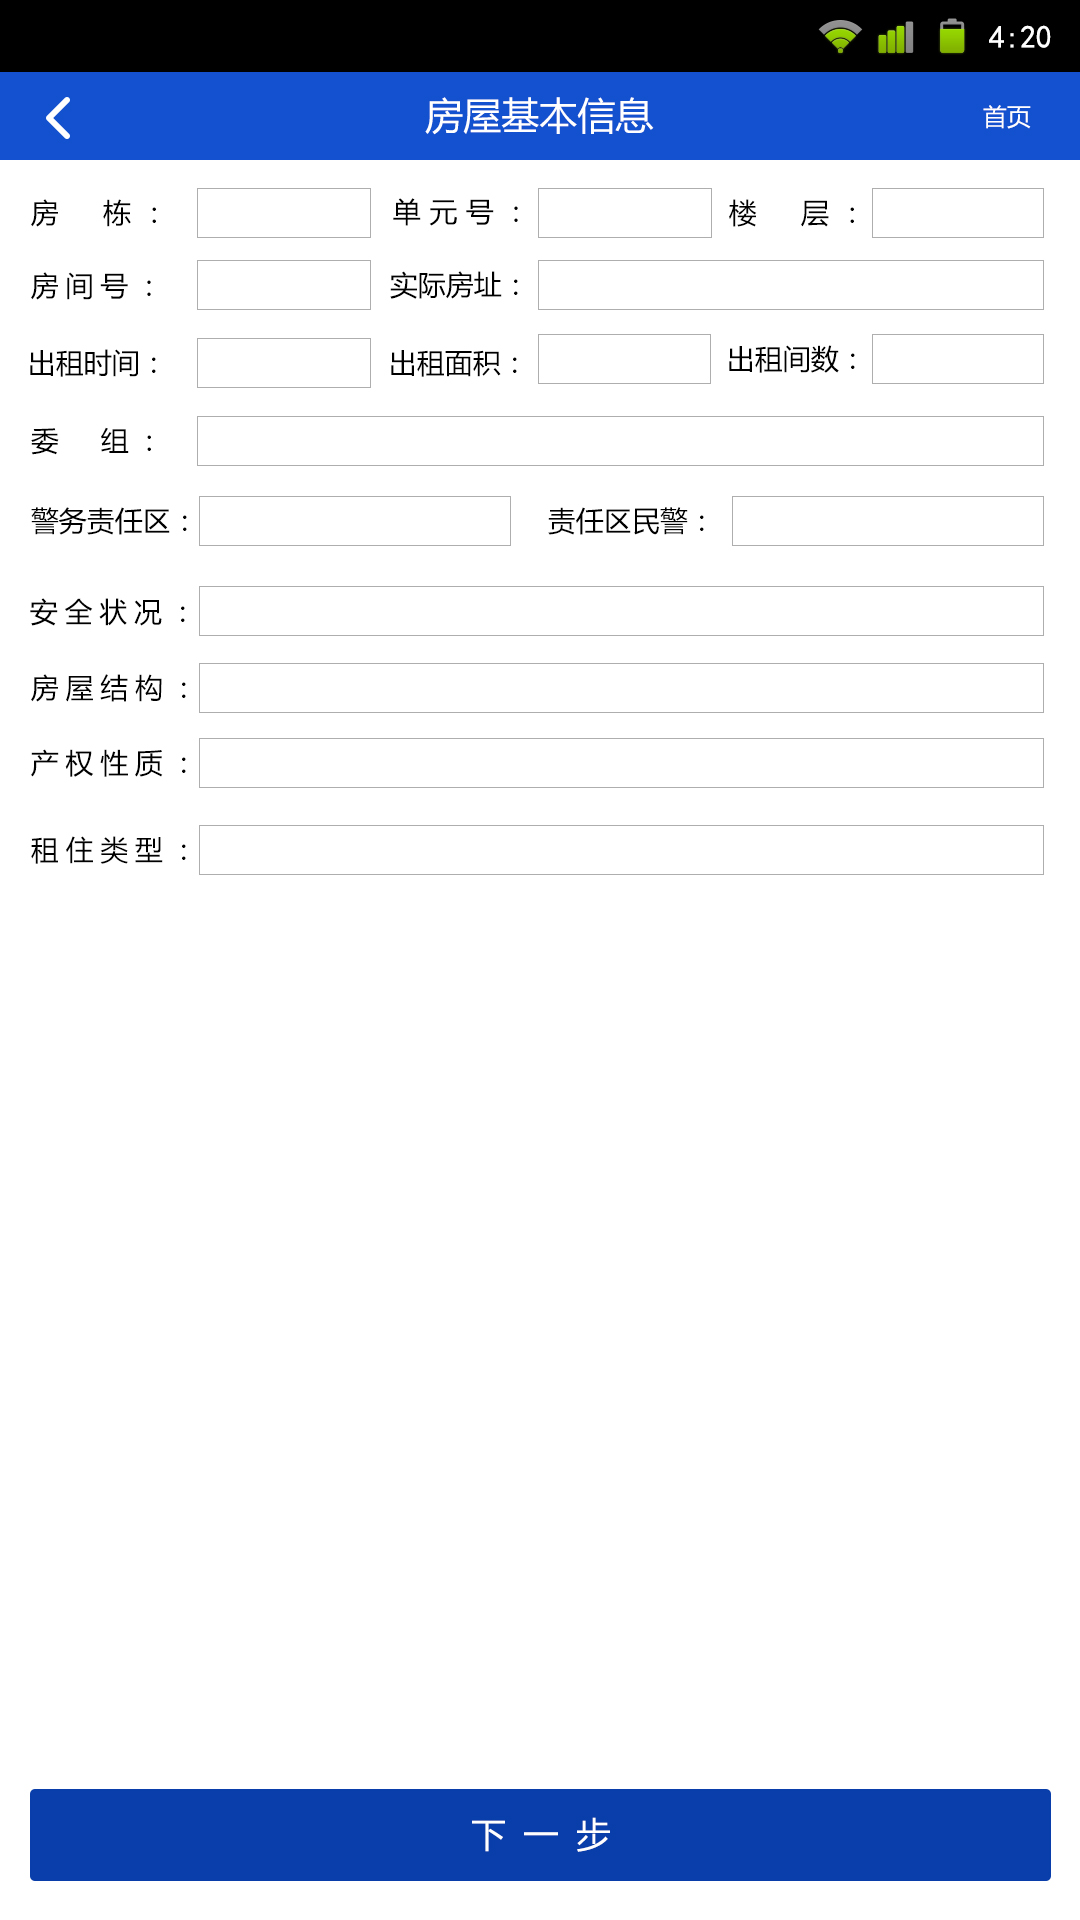 4:20
房屋基本信息 首页
房 栋： 单元号： 楼 层：
房间号： 实际房址：
出租时间： 出租面积： 出租间数：
委 组：
警务责任区： 责任区民警：
安全状况：
房屋结构：
产权性质：
租住类型：
下一步